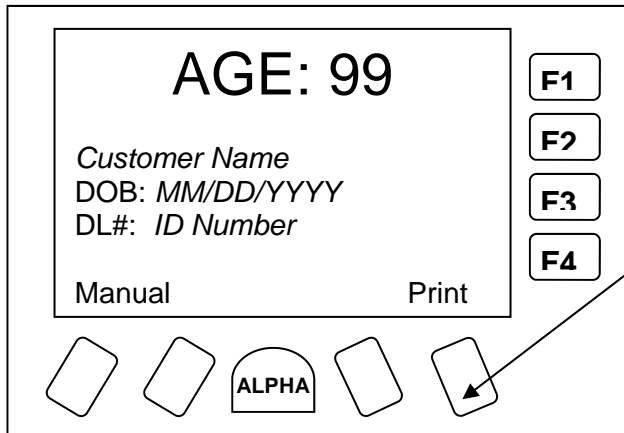 AGE: 99
F1
F2
Customer Name
DOB: MM/DD/YYYY
F3
DL#: ID Number
F4
Manual Print
ALPHA